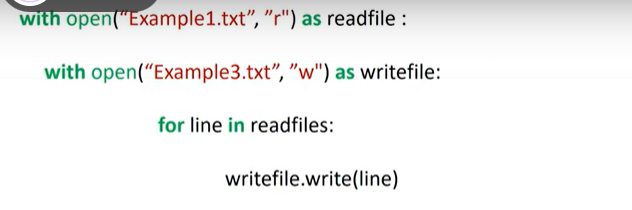 with open(“Example1.txt”, ”r") as readfile :
with open(“Example3.txt”, ”w") as writefile:
for line in readfiles:
writefile.write(line)